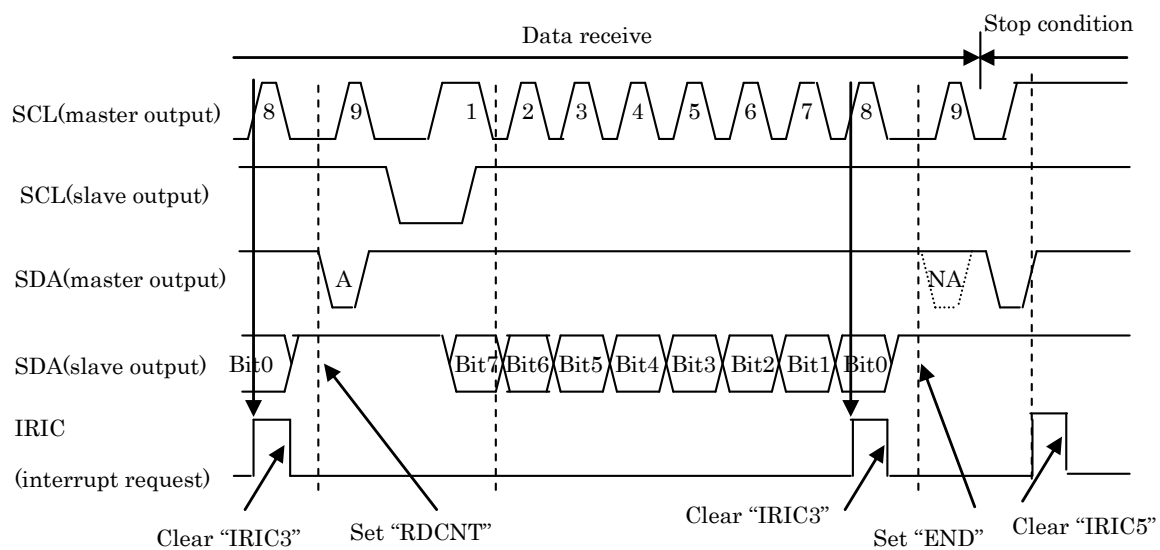 Data receive
Stop condition
SCL(master output)
8 9 1 2 3 4 5 6 7 8 9
SCL(slave output)
SDA(master output)
A NA
SDA(slave output)
Bit0 Bit7 Bit6 Bit5 Bit4 Bit3 Bit2 Bit1 Bit0
IRIC
(interrupt request)
Clear “IRIC3”
Set “RDCNT”
Clear “IRIC3”
Set “END”
Clear “IRIC5”